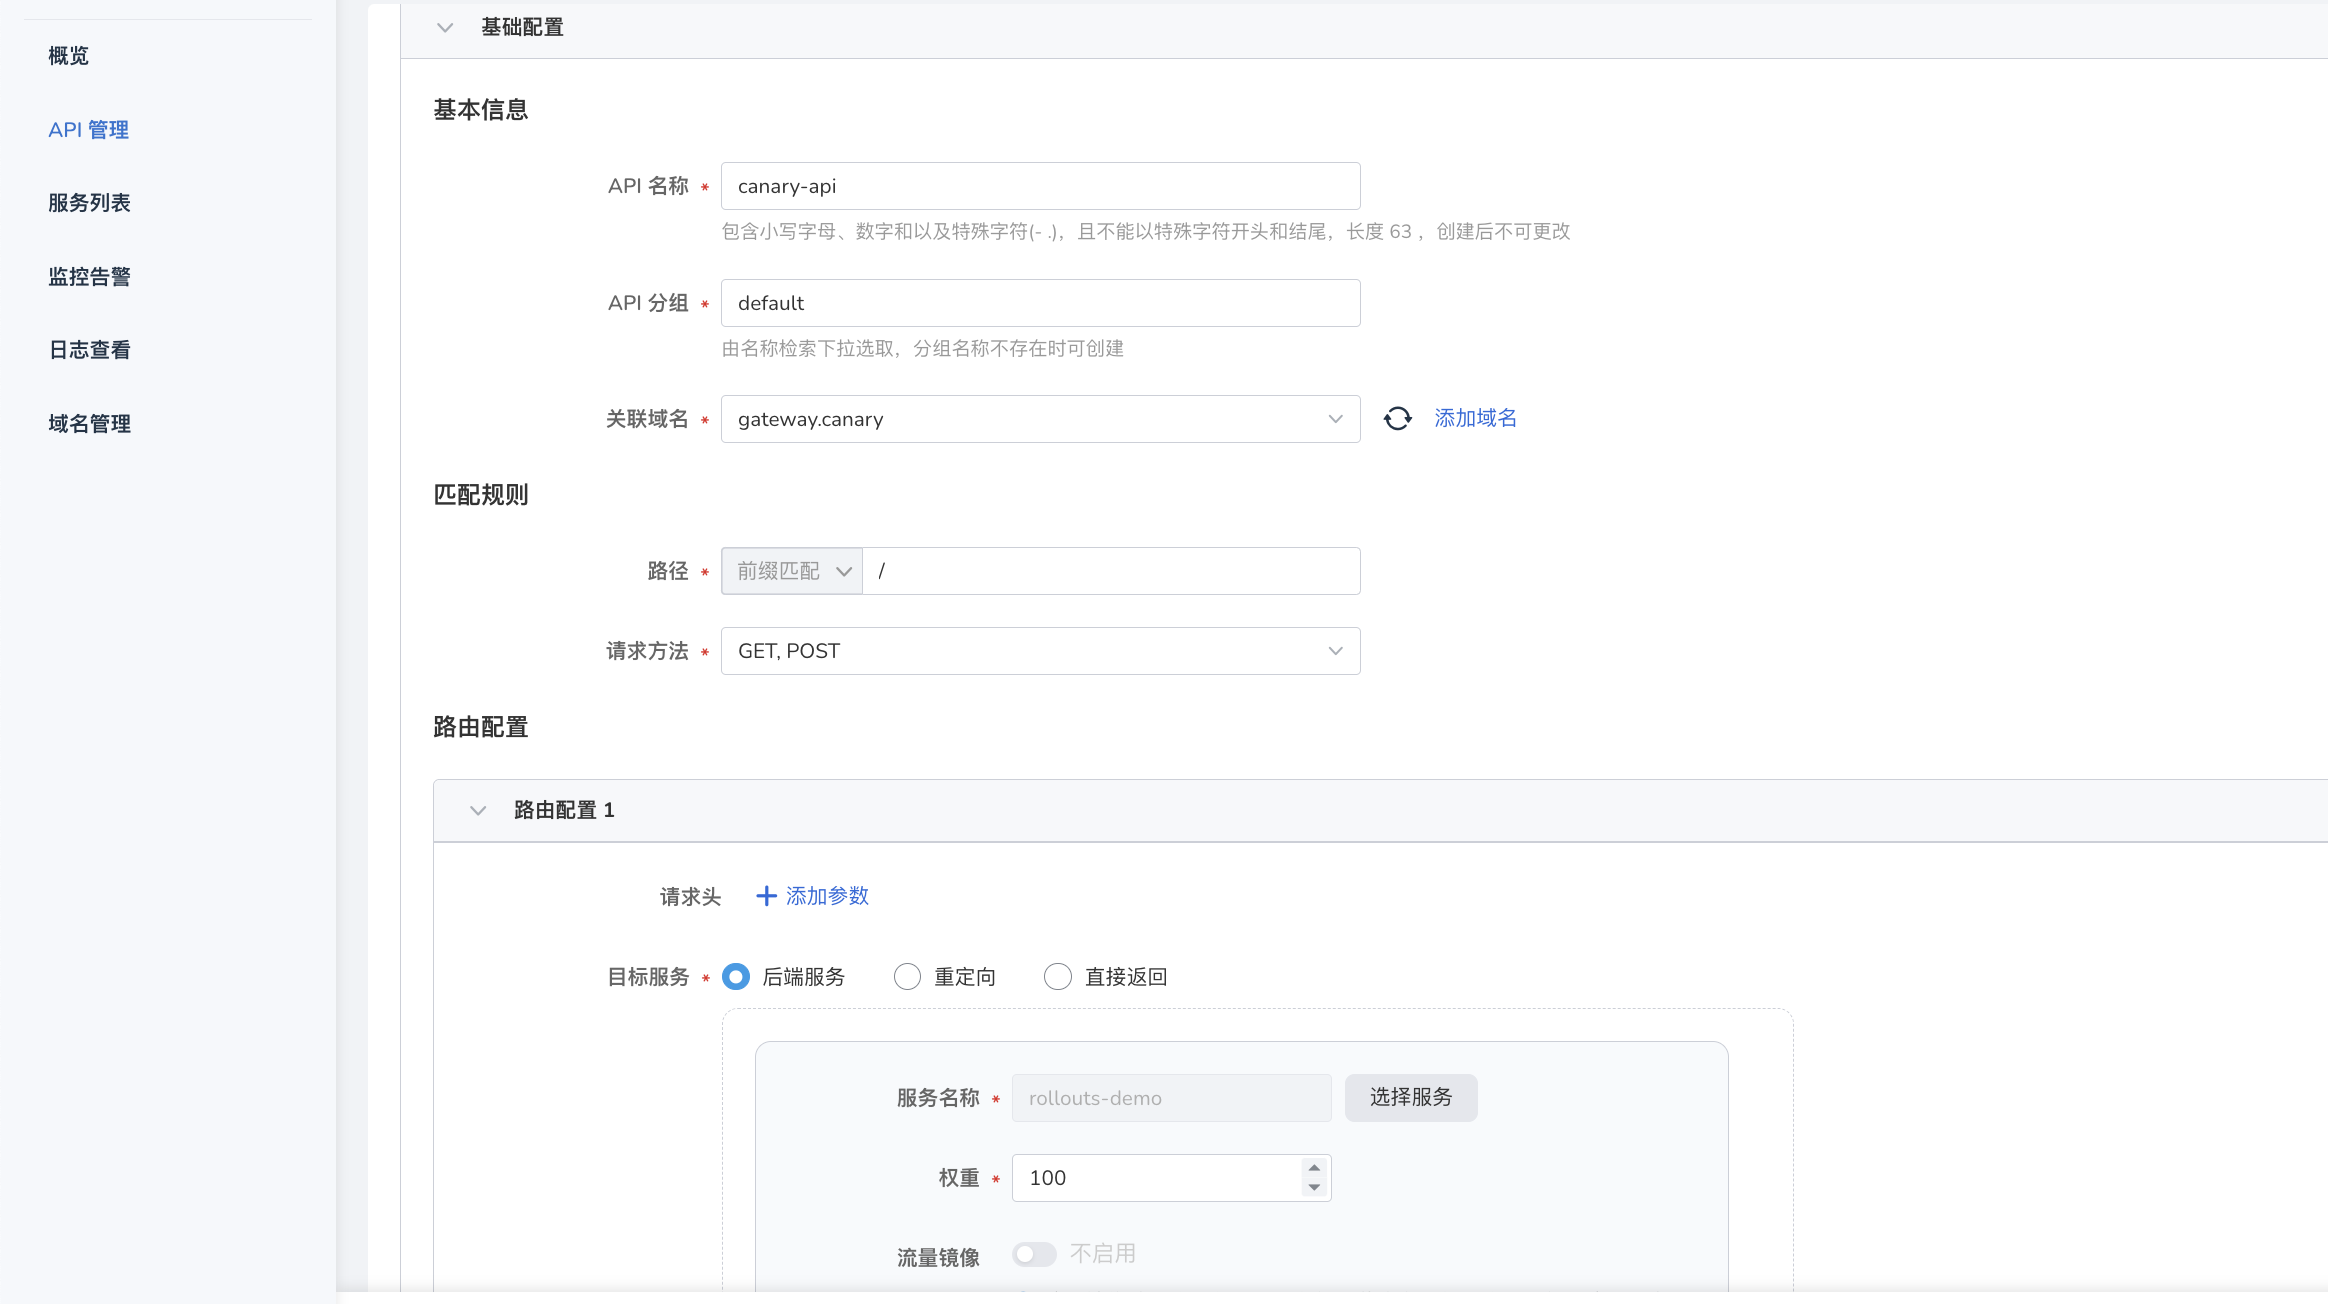 概览
API 管理
服务列表
监控告警
日志查看
域名管理
基础配置
基本信息
API 名称 * canary-api
包含小写字母、数字和以及特殊字符(- .)，且不能以特殊字符开头和结尾，长度 63 ，创建后不可更改
API 分组 * default
由名称检索下拉选取，分组名称不存在时可创建
关联域名 * gateway.canary 添加域名
匹配规则
路径 * 前缀匹配 /
请求方法 * GET, POST
路由配置
路由配置 1
请求头 + 添加参数
目标服务 * 后端服务 重定向 直接返回
服务名称 * rollouts-demo 选择服务
权重 * 100
流量镜像 不启用